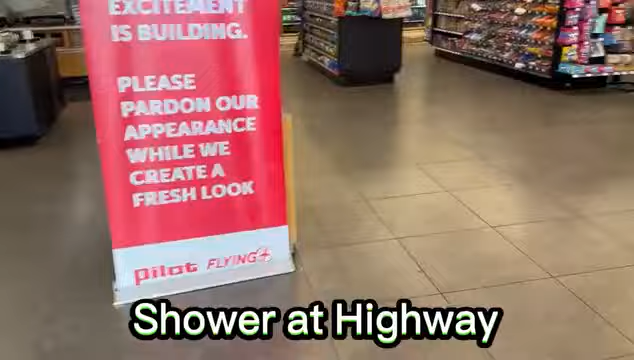 EXCITEMENT
IS BUILDING.
PLEASE
PARDON OUR
APPEARANCE
WHILE WE
CREATE A
FRESH LOOK
pilot FLYING
Shower at Highway